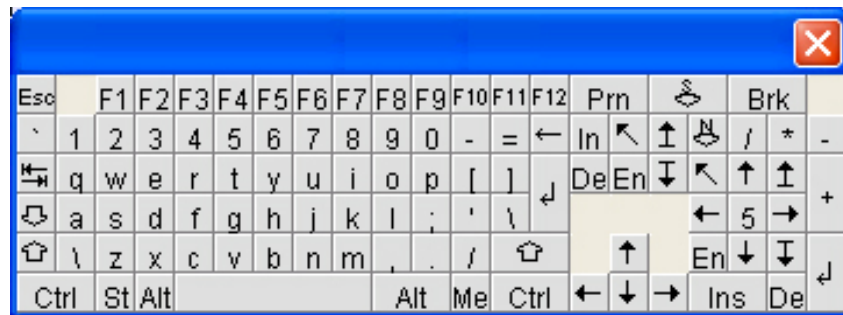 Esc F1 F2 F3 F4 F5 F6 F7 F8 F9 F10 F11 F12 Prn S Brk
` 1 2 3 4 5 6 7 8 9 0 - = ← In ↖ ↥ N / * -
↹ q w e r t y u i o p [ ] ↵ De En ↧ ↖ ↑ ↥ +
⇩ a s d f g h j k l ; ' \ ← 5 →
⇧ \ z x c v b n m , . / ⇧ ↑ En ↓ ↧ ↵
Ctrl St Alt Alt Me Ctrl ← ↓ → Ins De